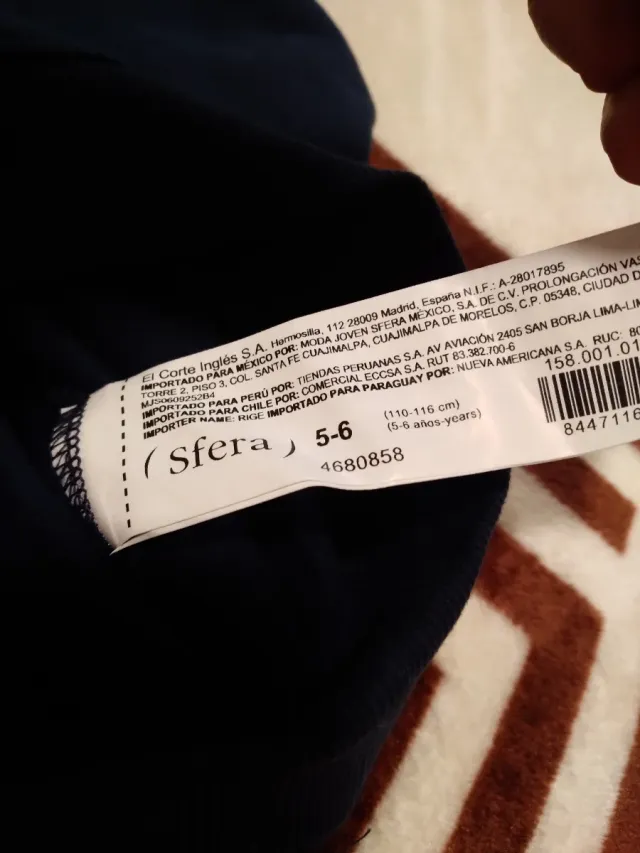 El Corte Inglés S.A. Hermosilla, 112 28009 Madrid, España N.I.F.: A-28017895
IMPORTADO PARA MÉXICO POR: MODA JOVEN SFERA MÉXICO, S.A. DE C.V. PROLONGACIÓN
TORRE 2, PISO 3, COL. SANTA FE CUAJIMALPA, CUAJIMALPA DE MORELOS, C.P. 05348, CIUDAD
MJS0609252B4
IMPORTADO PARA PERÚ POR: TIENDAS PERUANAS S.A. AV AVIACIÓN 2405 SAN BORJA
IMPORTADO PARA CHILE POR: COMERCIAL ECCSA S.A. RUT 83.382.700-6
IMPORTER NAME: RIGE IMPORTADO PARA PARAGUAY POR: NUEVA AMERICANA S.A. RUC:
(sfera)
5-6
(110-116 cm)
(5-6 años-years)
4680858
158.001.01
8447116